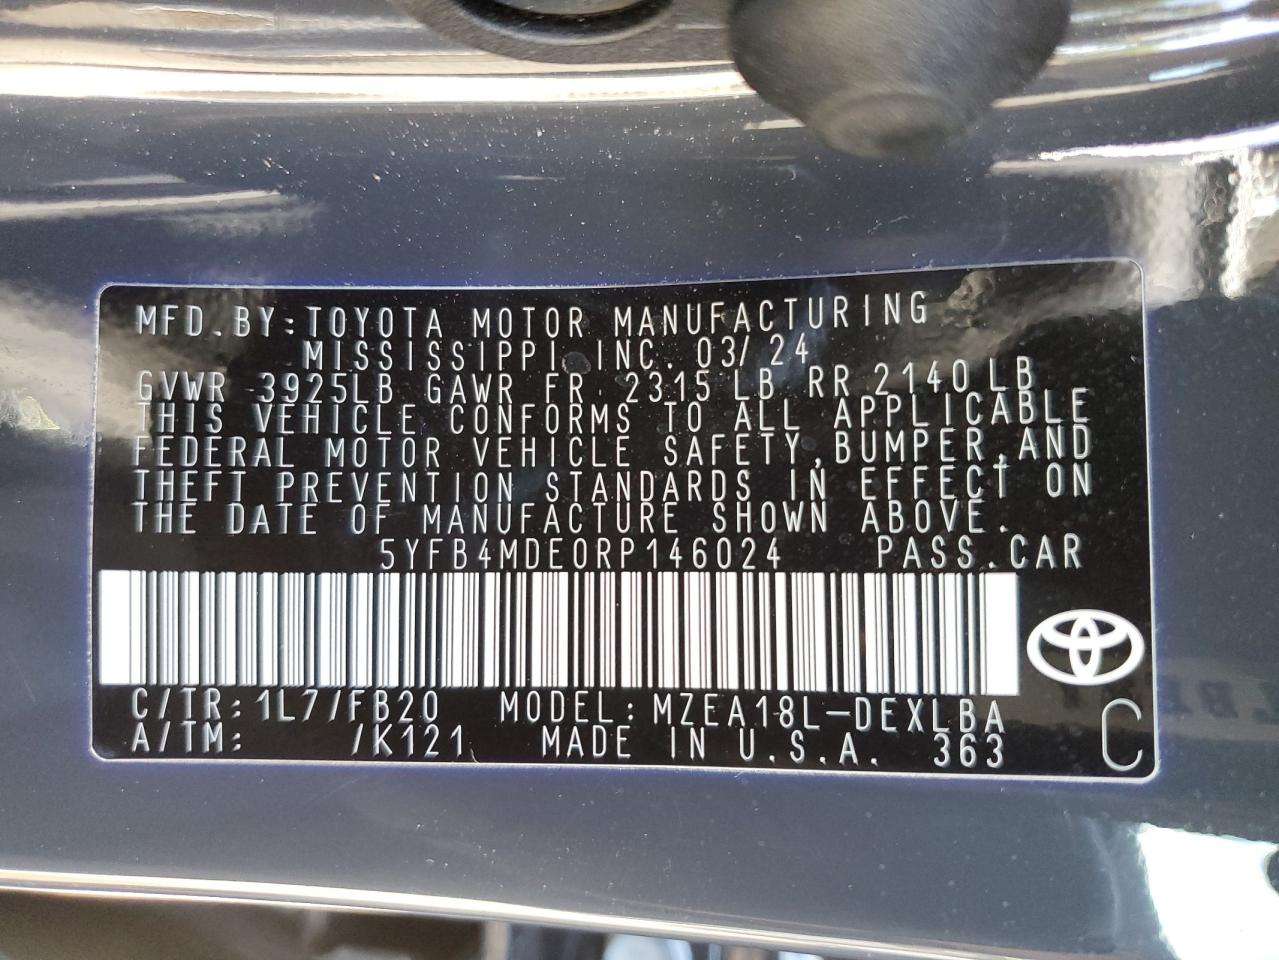 MFD.BY:TOYOTA MOTOR MANUFACTURING
MISSISSIPPI, INC. 03/24
GVWR 3925LB GAWR FR 2315LB RR 2140LB
THIS VEHICLE CONFORMS TO ALL APPLICABLE
FEDERAL MOTOR VEHICLE SAFETY,BUMPER,AND
THEFT PREVENTION STANDARDS IN EFFECT ON
THE DATE OF MANUFACTURE SHOWN ABOVE.
5YFB4MDE0RP146024 PASS.CAR
C/TR:1L7/FB20 MODEL:MZEA18L-DEXLBA
A/TM: /K121 MADE IN U.S.A. 363
C